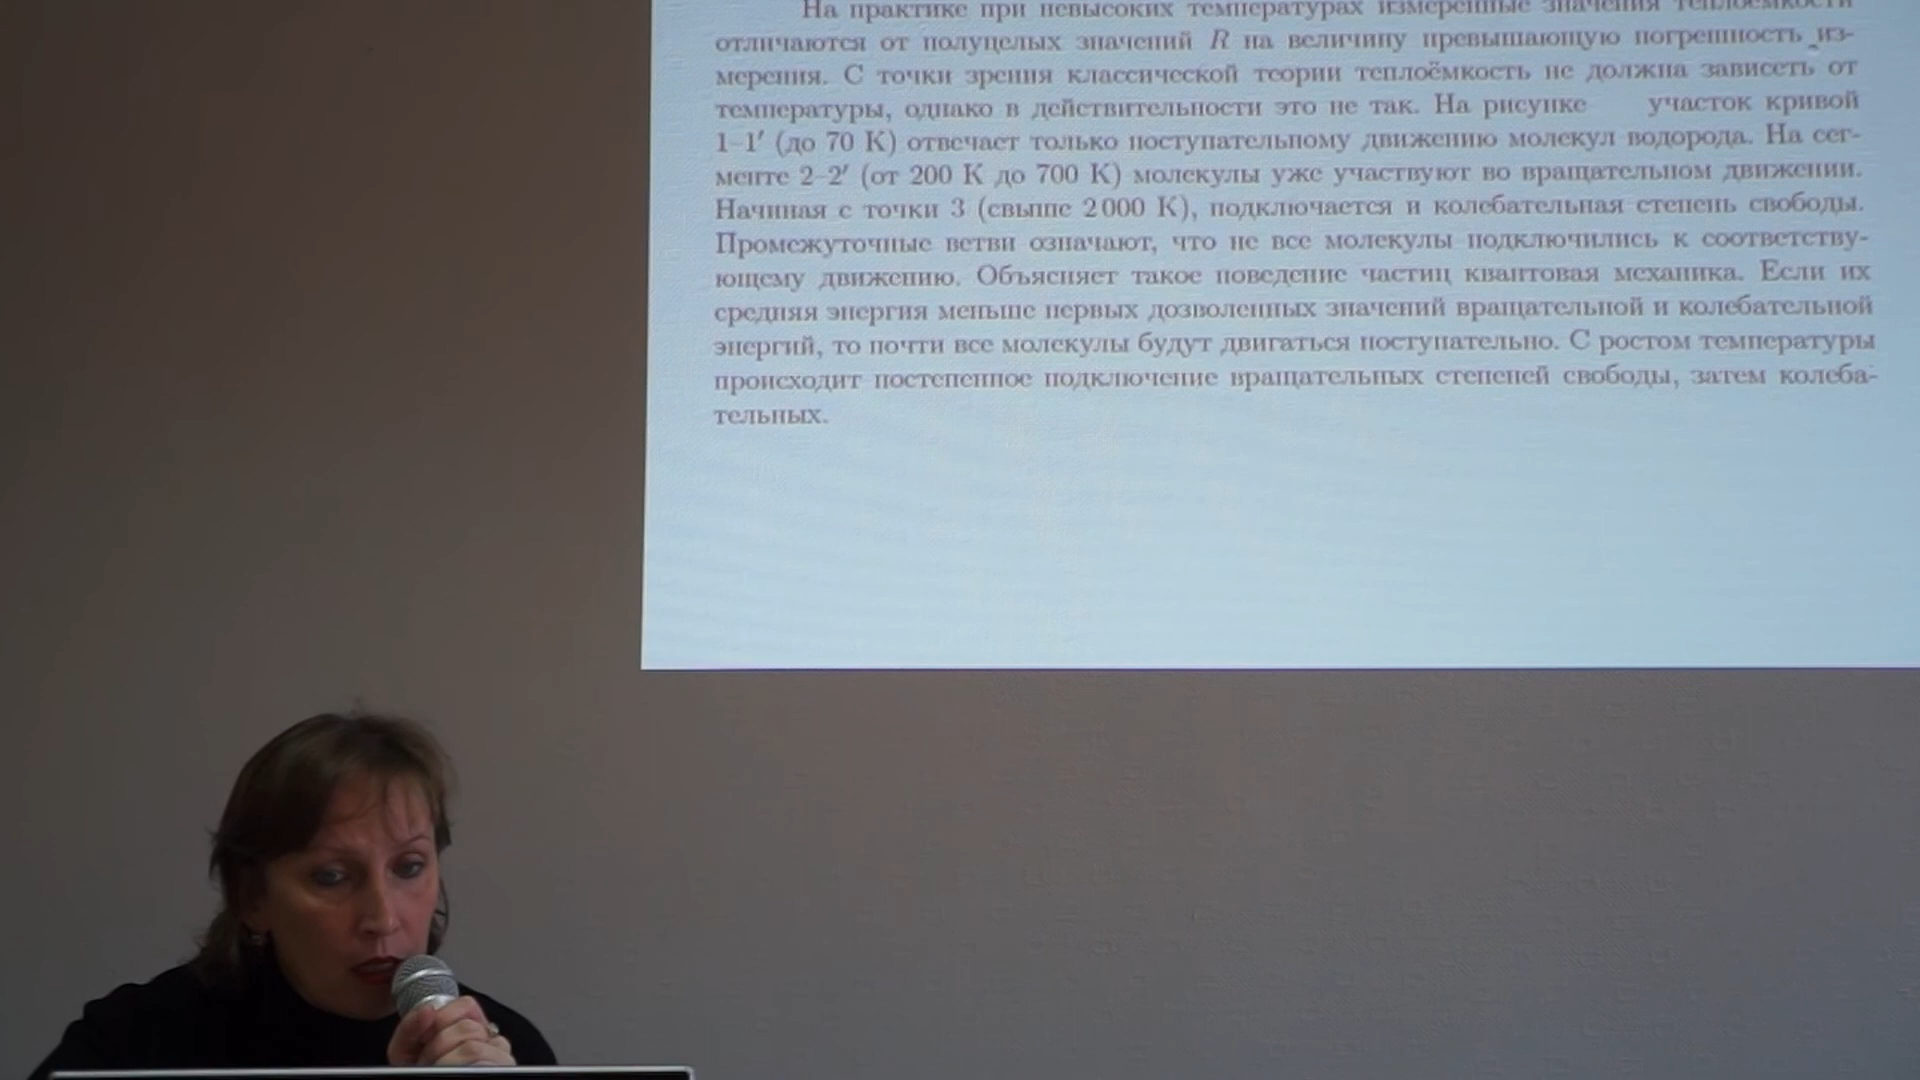 На практике при невысоких температурах измеренные значения теплоёмкости
отличаются от полуцелых значений R на величину превышающую погрешность из-
мерения. С точки зрения классической теории теплоёмкость не должна зависеть от
температуры, однако в действительности это не так. На рисунке участок кривой
1–1′ (до 70 К) отвечает только поступательному движению молекул водорода. На сег-
менте 2–2′ (от 200 К до 700 К) молекулы уже участвуют во вращательном движении.
Начиная с точки 3 (свыше 2 000 К), подключается и колебательная степень свободы.
Промежуточные ветви означают, что не все молекулы подключились к соответству-
ющему движению. Объясняет такое поведение частиц квантовая механика. Если их
средняя энергия меньше первых дозволенных значений вращательной и колебательной
энергий, то почти все молекулы будут двигаться поступательно. С ростом температуры
происходит постепенное подключение вращательных степеней свободы, затем колеба-
тельных.